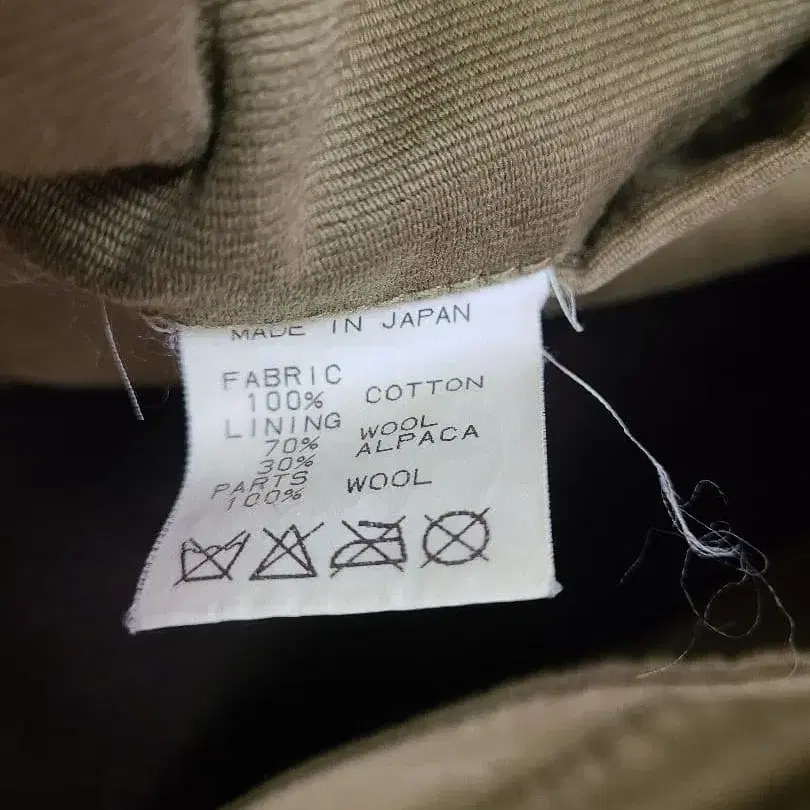 MADE IN JAPAN
FABRIC
100% COTTON
LINING
70% WOOL
30% ALPACA
PARTS
100% WOOL